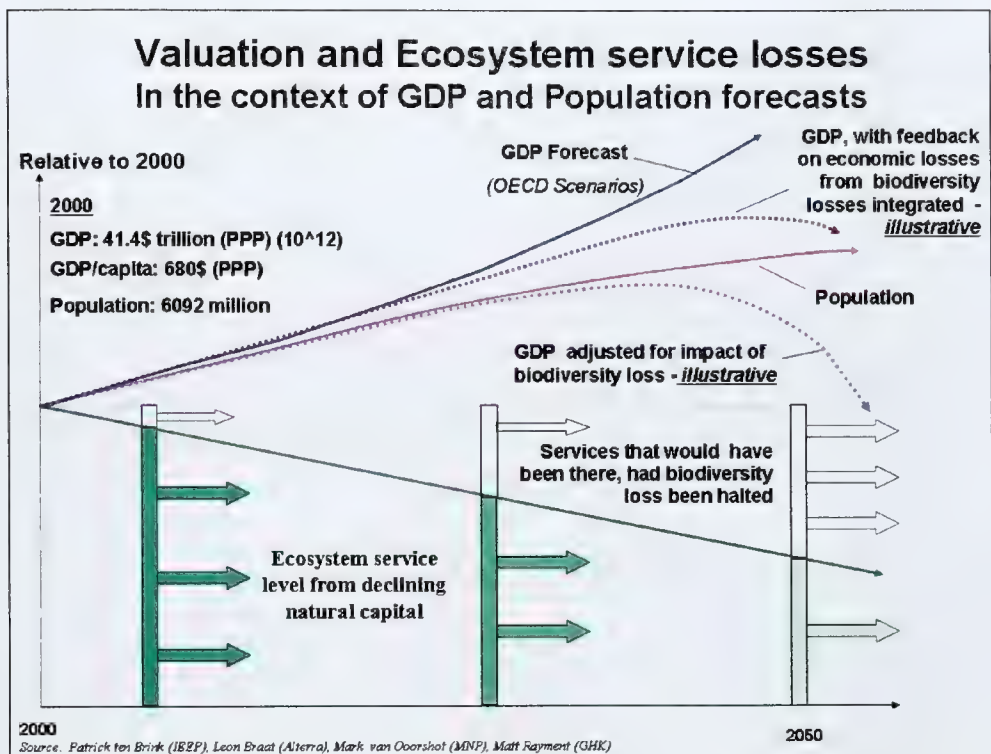 Valuation and Ecosystem service losses
In the context of GDP and Population forecasts
Relative to 2000
2000
GDP: 41.4$ trillion (PPP) (10^12)
GDP/capita: 680$ (PPP)
Population: 6092 million
GDP Forecast
(OECD Scenarios)
GDP, with feedback
on economic losses
from biodiversity
losses integrated -
illustrative
Population
GDP adjusted for impact of
biodiversity loss - illustrative
Services that would have
been there, had biodiversity
loss been halted
Ecosystem service
level from declining
natural capital
2000
2050
Source: Patrick ten Brink (IEEP), Leon Braat (Alterra), Mark van Ooorshot (MNP), Matt Rayment (GHK)